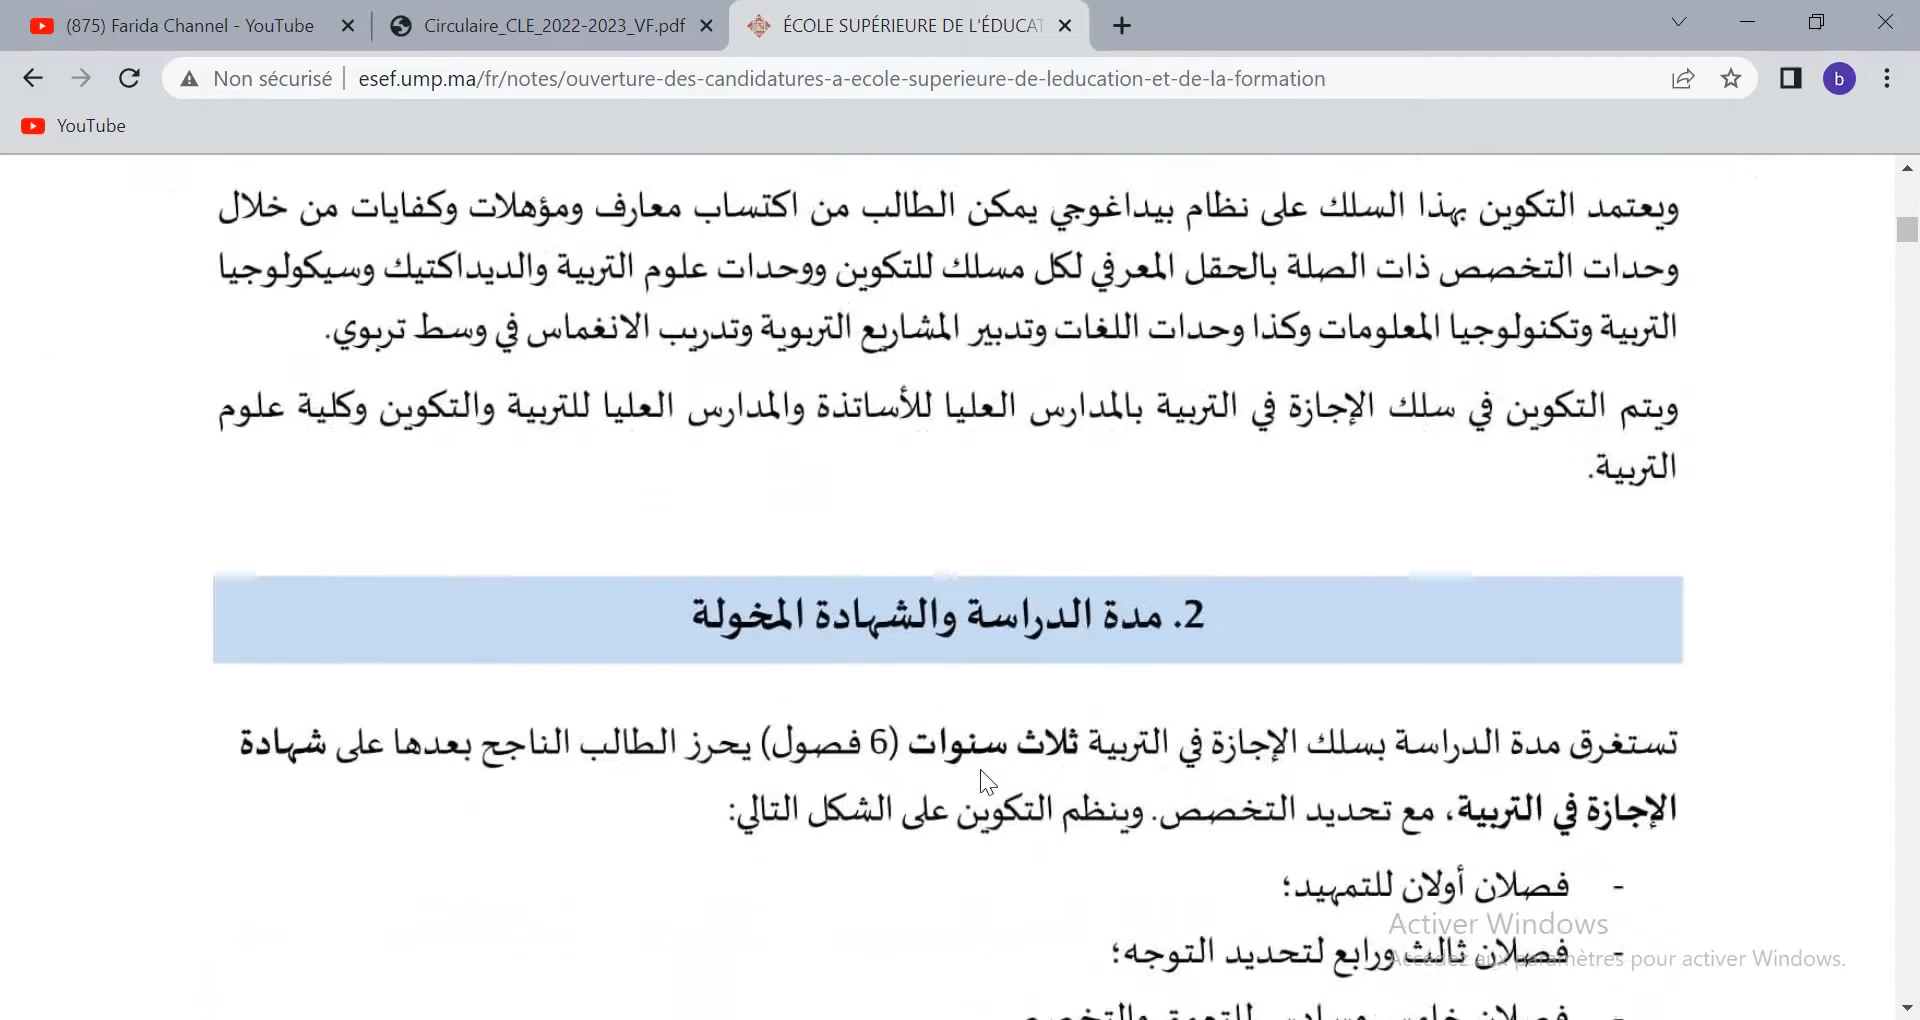 (875) Farida Channel - YouTube
Circulaire_CLE_2022-2023_VF.pdf
ÉCOLE SUPÉRIEURE DE L'ÉDUCAT
Non sécurisé
esef.ump.ma/fr/notes/ouverture-des-candidatures-a-ecole-superieure-de-leducation-et-de-la-formation
b
YouTube
ويعتمد التكوين بهذا السلك على نظام بيداغوجي يمكن الطالب من اكتساب معارف ومؤهلات وكفايات من خلال
وحدات التخصص ذات الصلة بالحقل المعرفي لكل مسلك للتكوين ووحدات علوم التربية والديداكتيك وسيكولوجيا
التربية وتكنولوجيا المعلومات وكذا وحدات اللغات وتدبير المشاريع التربوية وتدريب الانغماس في وسط تربوي.
ويتم التكوين في سلك الإجازة في التربية بالمدارس العليا للأساتذة والمدارس العليا للتربية والتكوين وكلية علوم
التربية.
2. مدة الدراسة والشهادة المخولة
تستغرق مدة الدراسة بسلك الإجازة في التربية ثلاث سنوات (6 فصول) يحرز الطالب الناجح بعدها على شهادة
الإجازة في التربية، مع تحديد التخصص. وينظم التكوين على الشكل التالي:
- فصلان أولان للتمهيد؛
Activer Windows
- فصلان ثالث ورابع لتحديد التوجه؛
Accédez aux paramètres pour activer Windows.